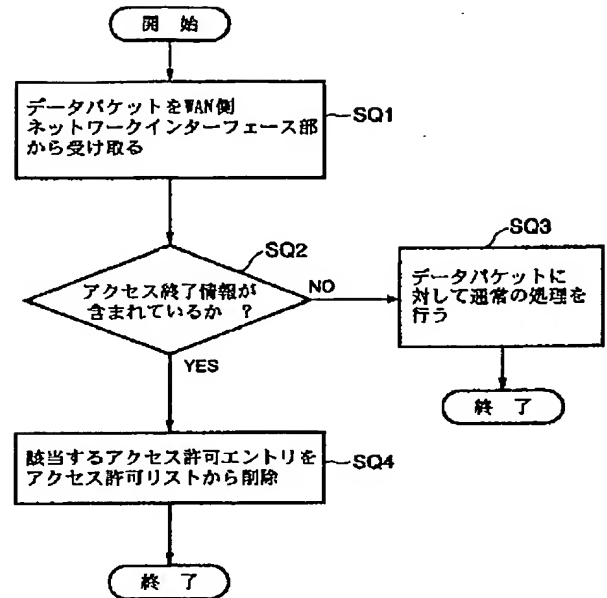 開 始
データパケットをWAN側
ネットワークインターフェース部
から受け取る
SQ1
SQ2
アクセス終了情報が
含まれているか ?
NO
SQ3
データパケットに
対して通常の処理を
行う
終 了
YES
該当するアクセス許可エントリを
アクセス許可リストから削除
SQ4
終 了